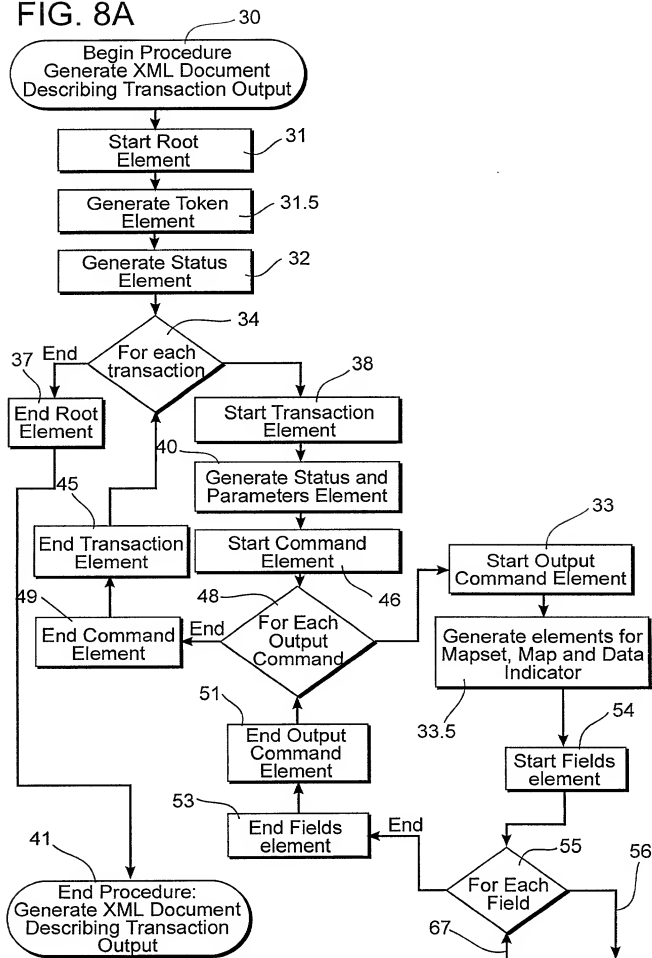 FIG. 8A
30
Begin Procedure
Generate XML Document
Describing Transaction Output
31
Start Root
Element
31.5
Generate Token
Element
32
Generate Status
Element
34
For each
transaction
End
37
End Root
Element
38
Start Transaction
Element
40
Generate Status and
Parameters Element
45
End Transaction
Element
Start Command
Element
46
33
Start Output
Command Element
49
End Command
Element
End
48
For Each
Output
Command
Generate elements for
Mapset, Map and Data
Indicator
33.5
51
End Output
Command
Element
54
Start Fields
element
53
End Fields
element
End
55
For Each
Field
56
67
41
End Procedure:
Generate XML Document
Describing Transaction
Output